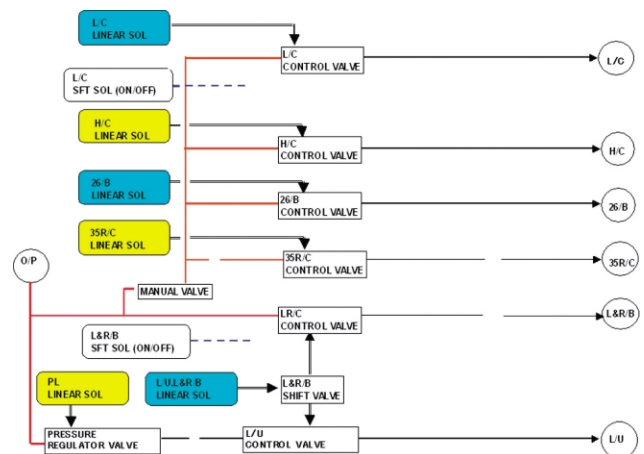 L/C
LINEAR SOL
L/C
CONTROL VALVE
L/C
L/C
SFT SOL (ON/OFF)
H/C
LINEAR SOL
H/C
CONTROL VALVE
H/C
26/B
LINEAR SOL
26/B
CONTROL VALVE
26/B
35R/C
LINEAR SOL
35R/C
CONTROL VALVE
35R/C
O/P
MANUAL VALVE
LR/C
CONTROL VALVE
L&R/B
L&R/B
SFT SOL (ON/OFF)
PL
LINEAR SOL
L/U.L&R/B
LINEAR SOL
L&R/B
SHIFT VALVE
PRESSURE
REGULATOR VALVE
L/U
CONTROL VALVE
L/U